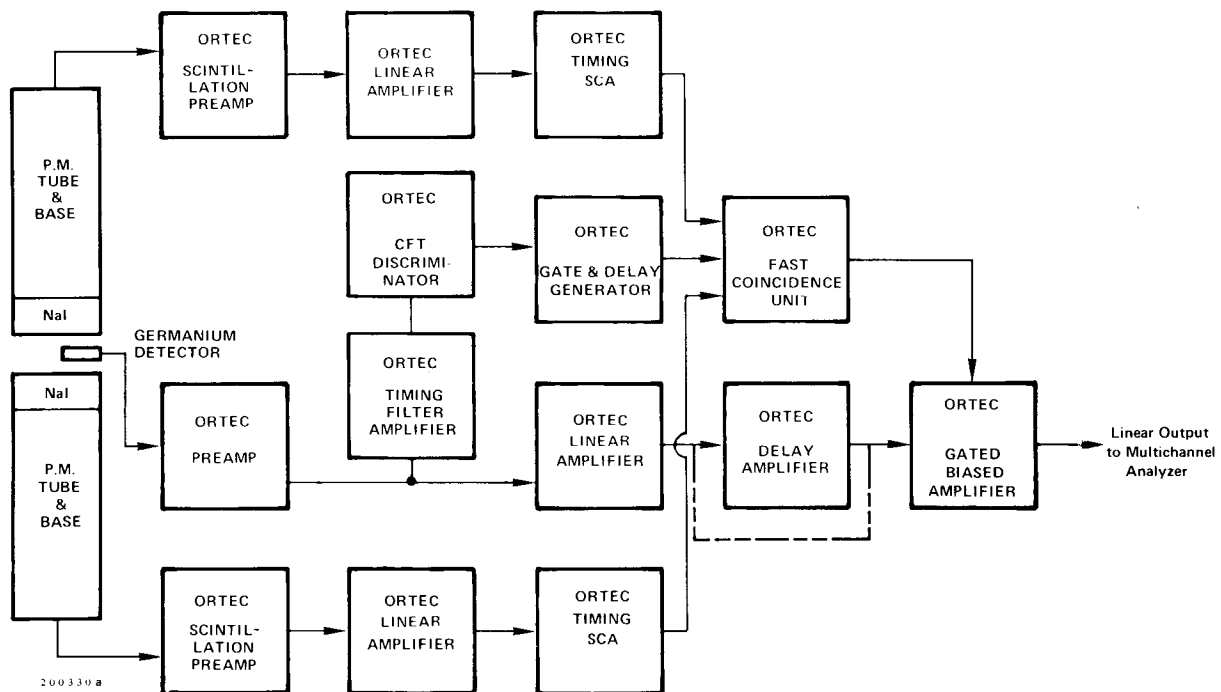 ORTEC
SCINTIL-
LATION
PREAMP
ORTEC
LINEAR
AMPLIFIER
ORTEC
TIMING
SCA
P.M.
TUBE
&
BASE
NaI
ORTEC
CFT
DISCRIMI-
NATOR
ORTEC
GATE & DELAY
GENERATOR
ORTEC
FAST
COINCIDENCE
UNIT
GERMANIUM
DETECTOR
NaI
P.M.
TUBE
&
BASE
ORTEC
PREAMP
ORTEC
TIMING
FILTER
AMPLIFIER
ORTEC
LINEAR
AMPLIFIER
ORTEC
DELAY
AMPLIFIER
ORTEC
GATED
BIASED
AMPLIFIER
Linear Output
to Multichannel
Analyzer
ORTEC
SCINTIL-
LATION
PREAMP
ORTEC
LINEAR
AMPLIFIER
ORTEC
TIMING
SCA
200330a